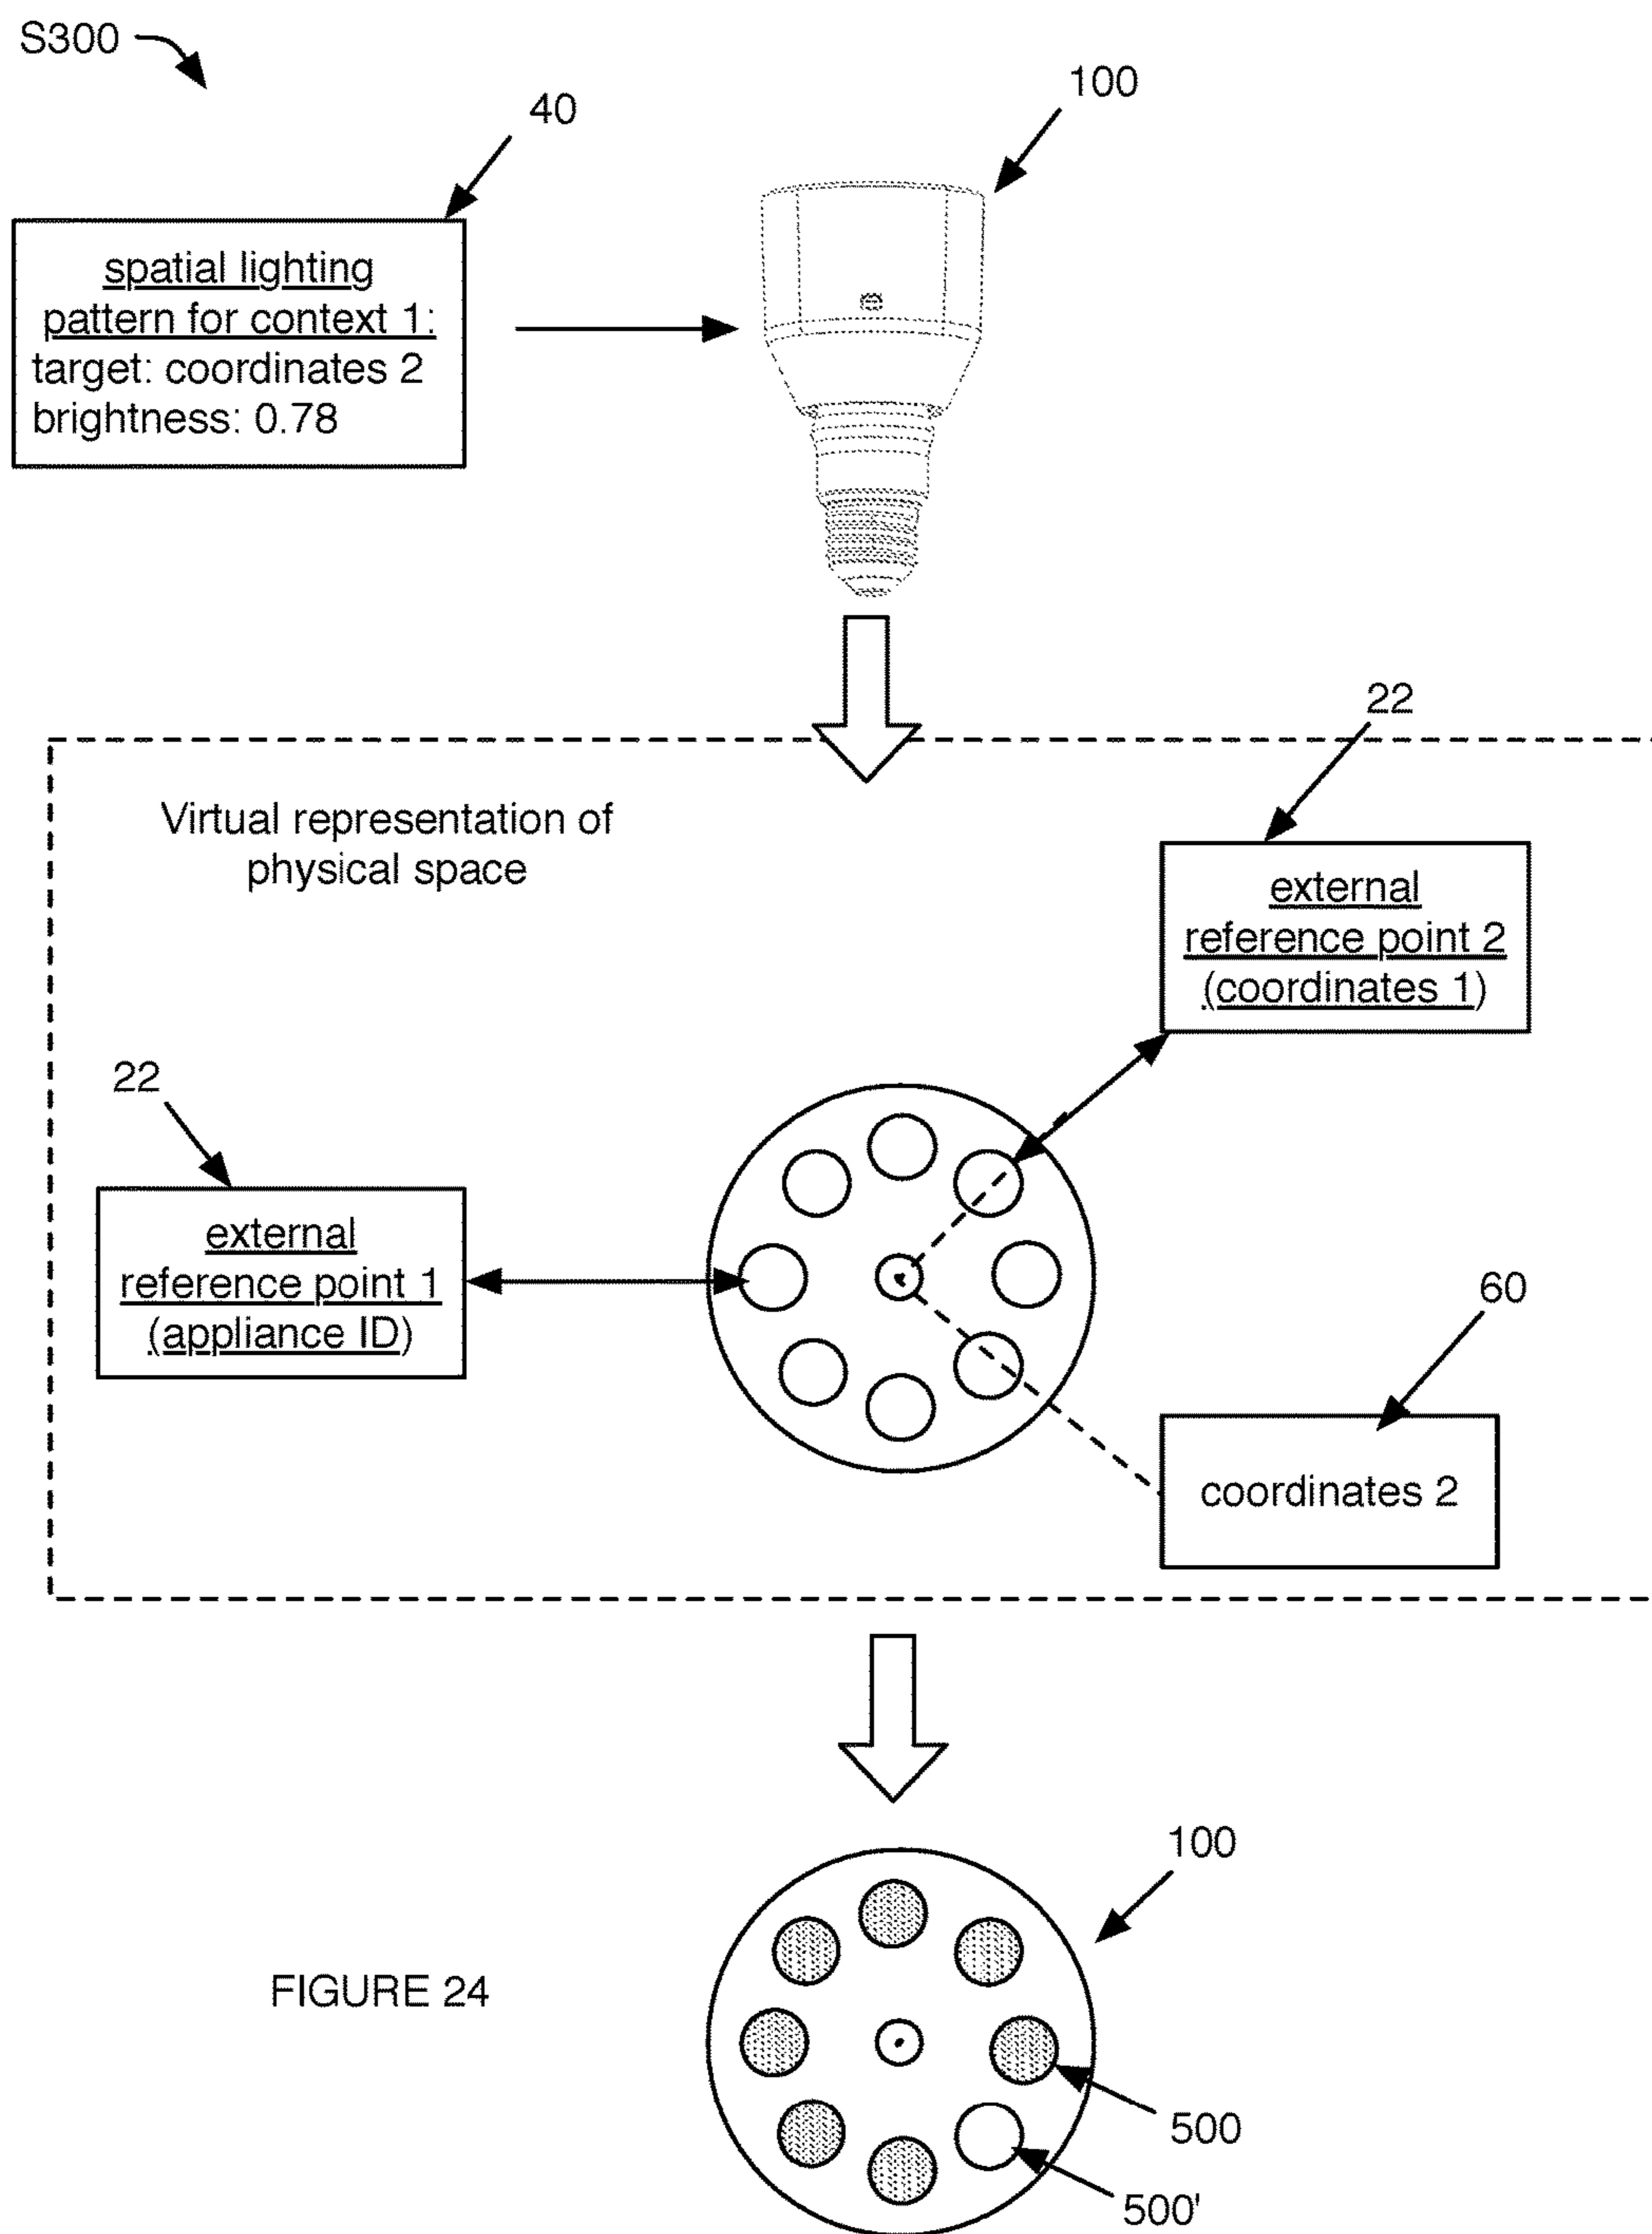 S300
40
100
spatial lighting
pattern for context 1:
target: coordinates 2
brightness: 0.78
22
Virtual representation of
physical space
external
reference point 2
(coordinates 1)
22
external
reference point 1
(appliance ID)
60
coordinates 2
100
FIGURE 24
500
500'